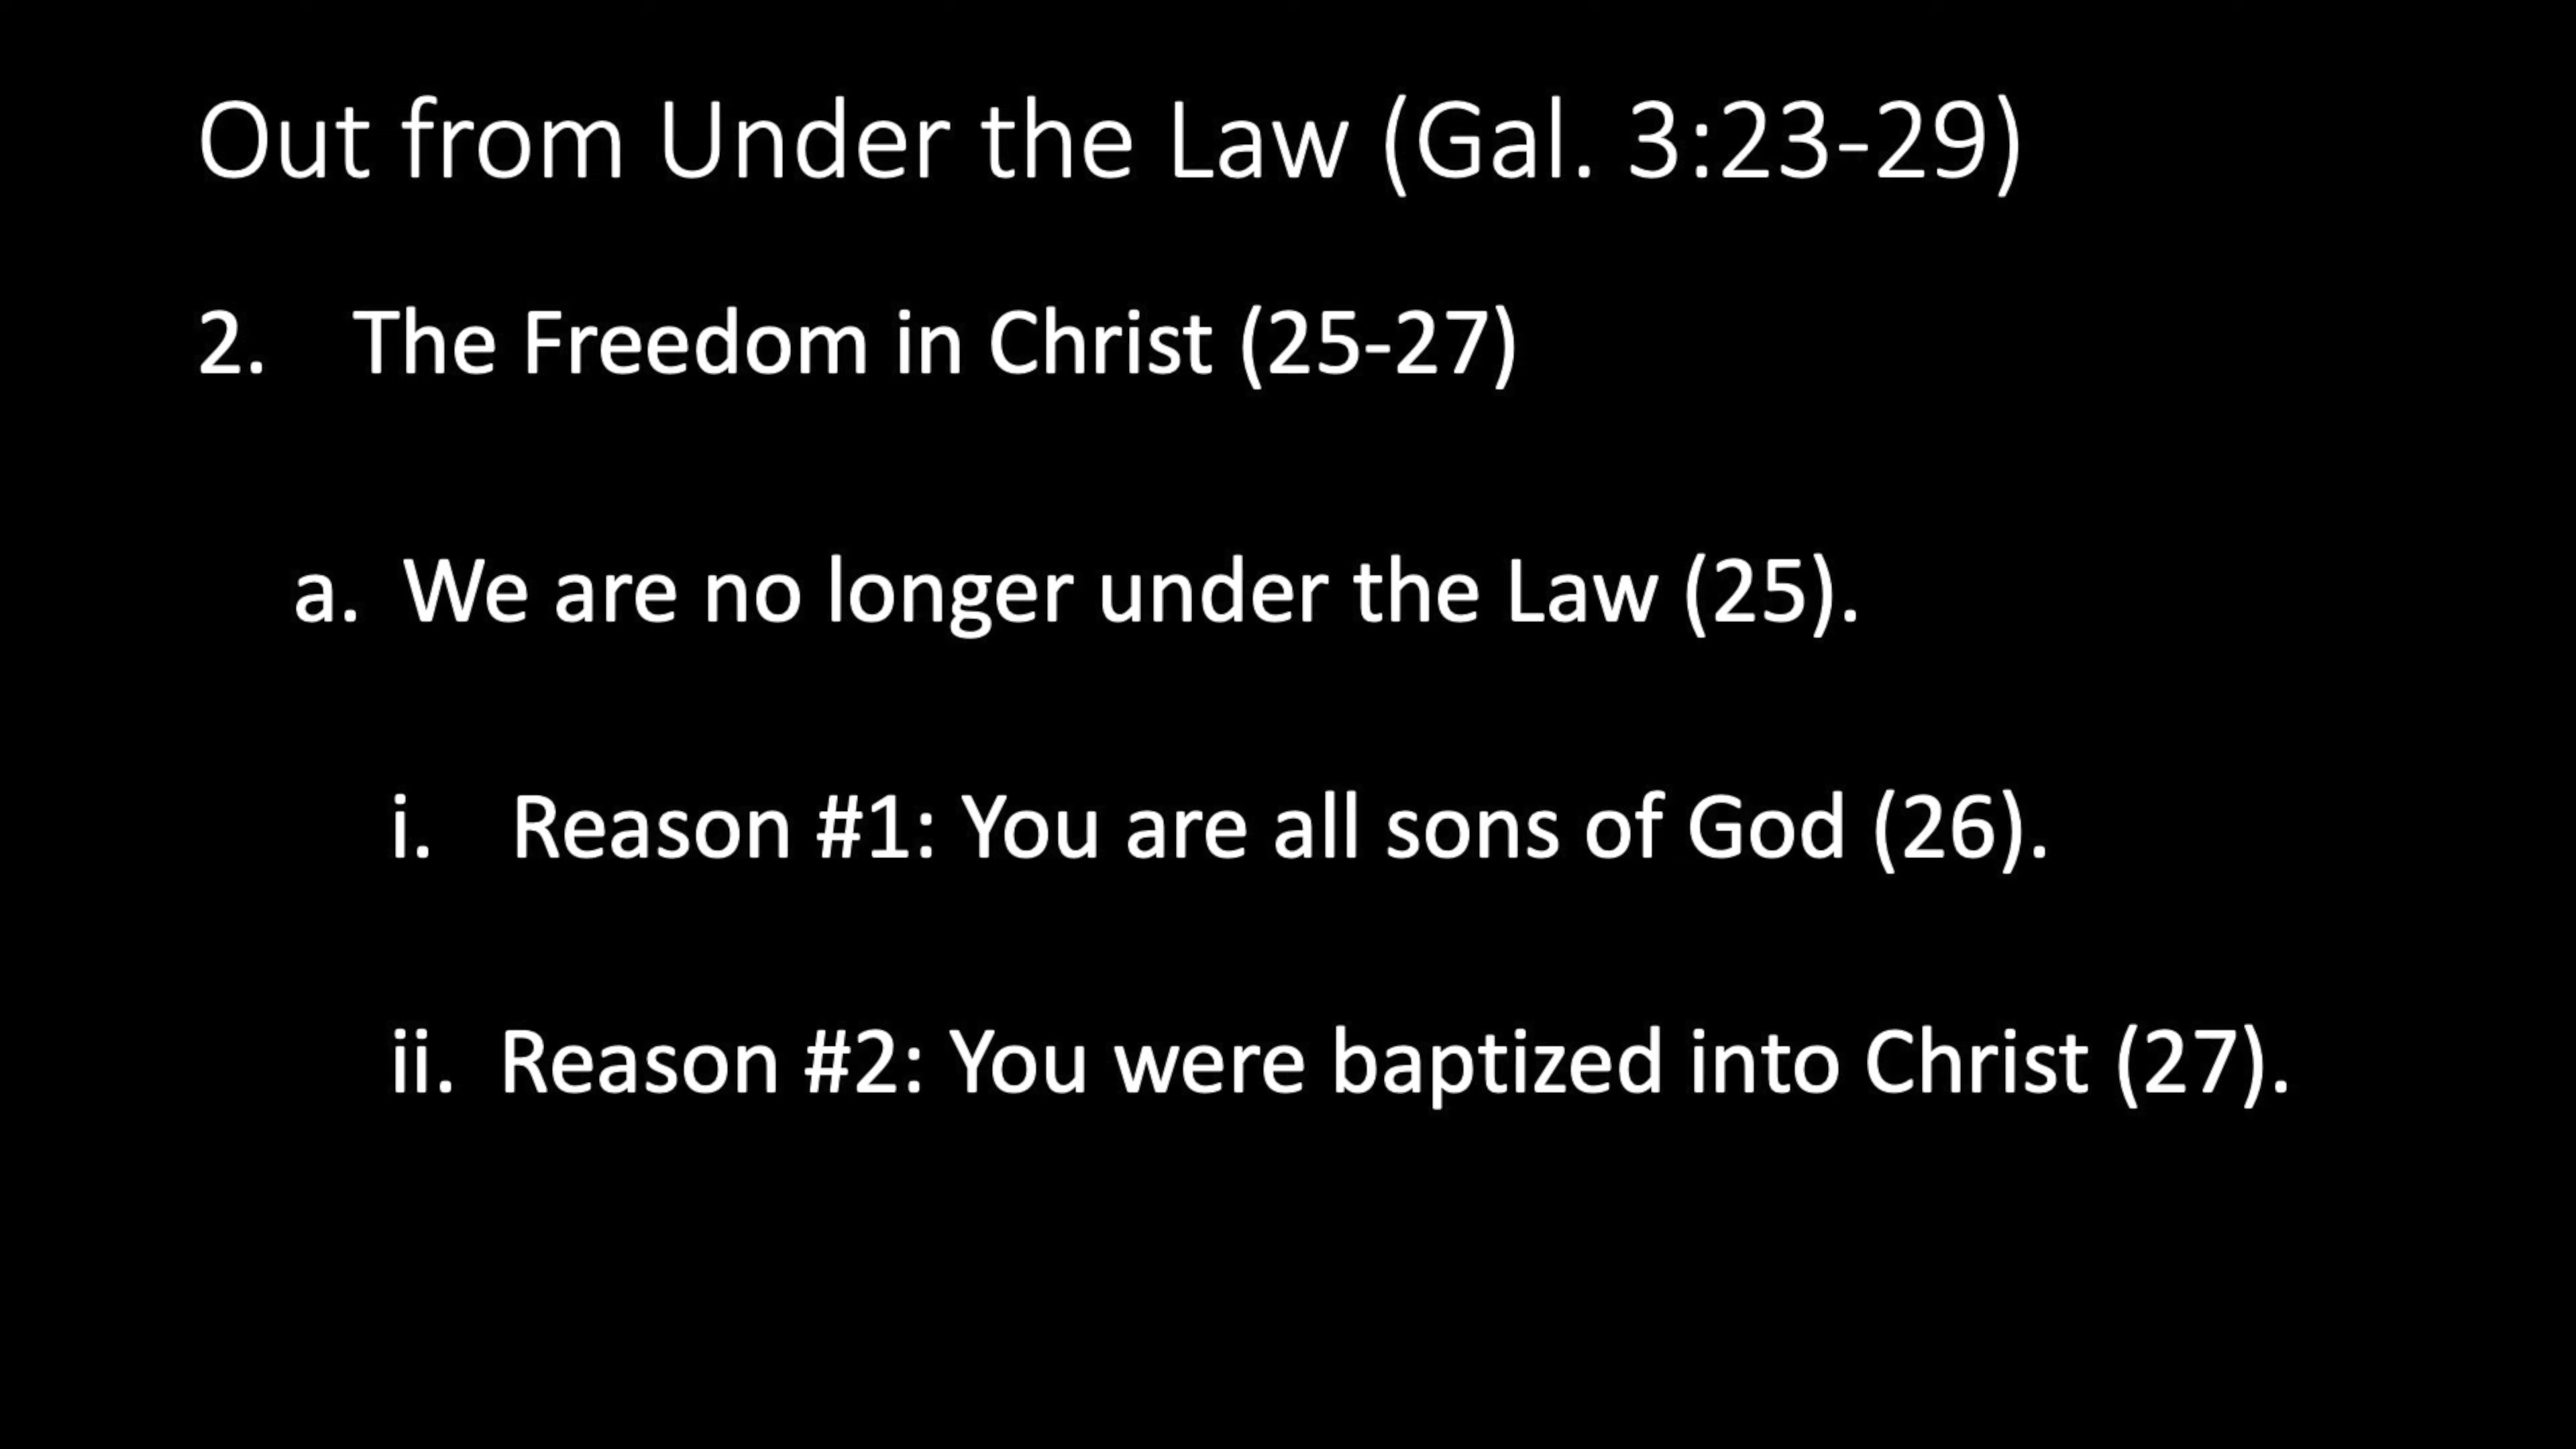 Out from Under the Law (Gal. 3:23-29)
2. The Freedom in Christ (25-27)
a. We are no longer under the Law (25).
i. Reason #1: You are all sons of God (26).
ii. Reason #2: You were baptized into Christ (27).